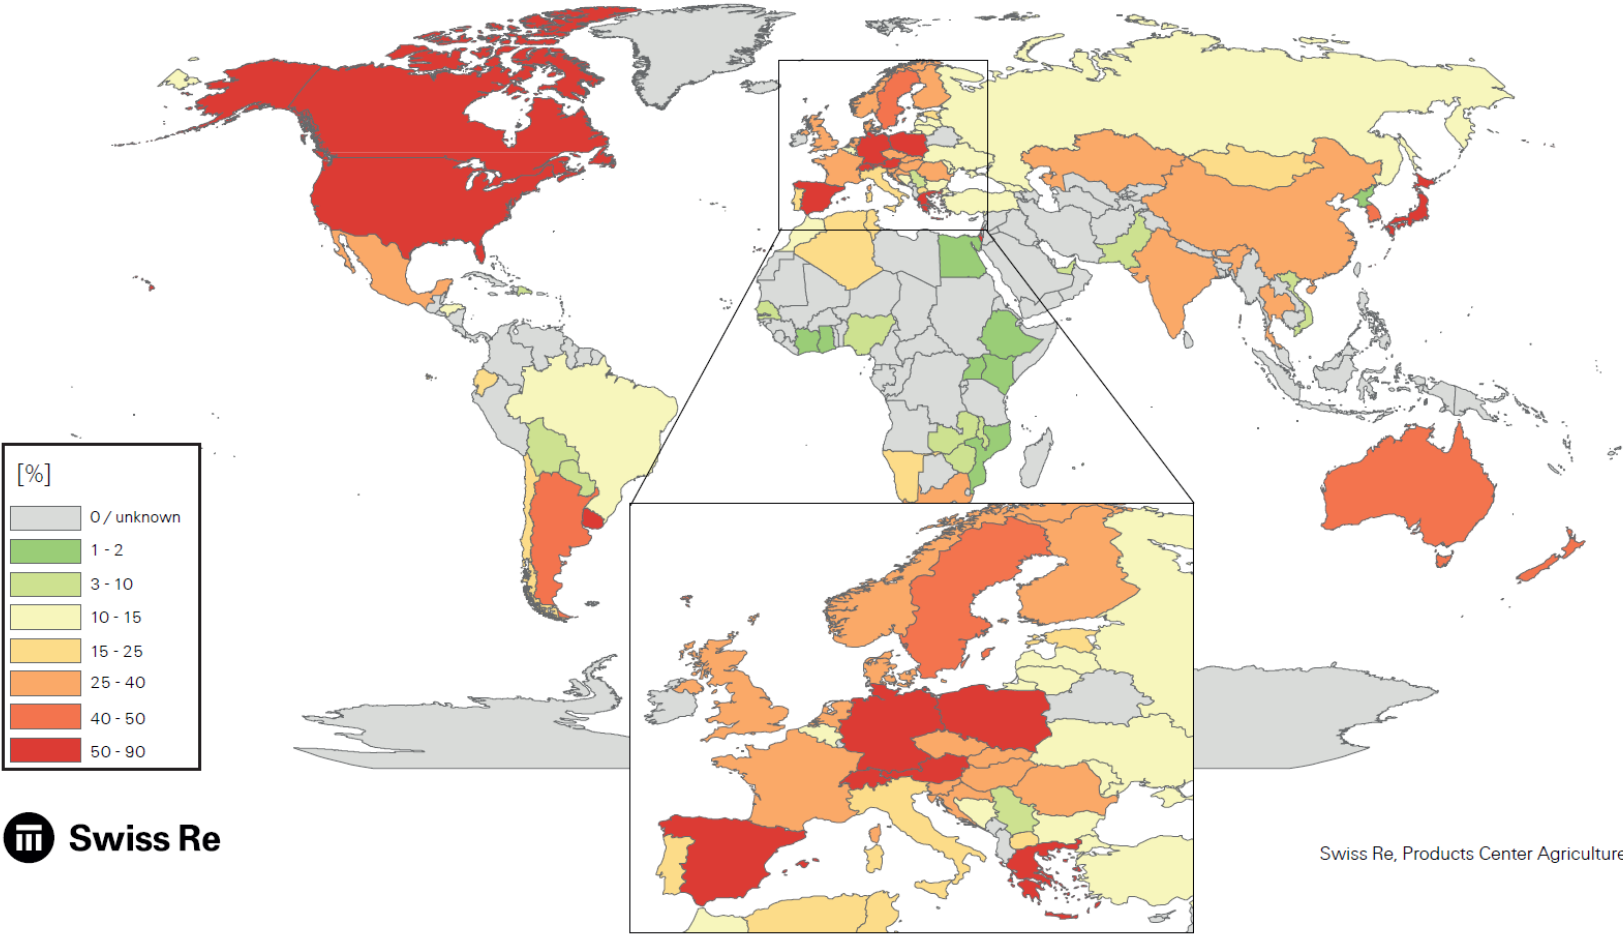 [%]
0 / unknown
1 - 2
3 - 10
10 - 15
15 - 25
25 - 40
40 - 50
50 - 90
Swiss Re
Swiss Re, Products Center Agriculture